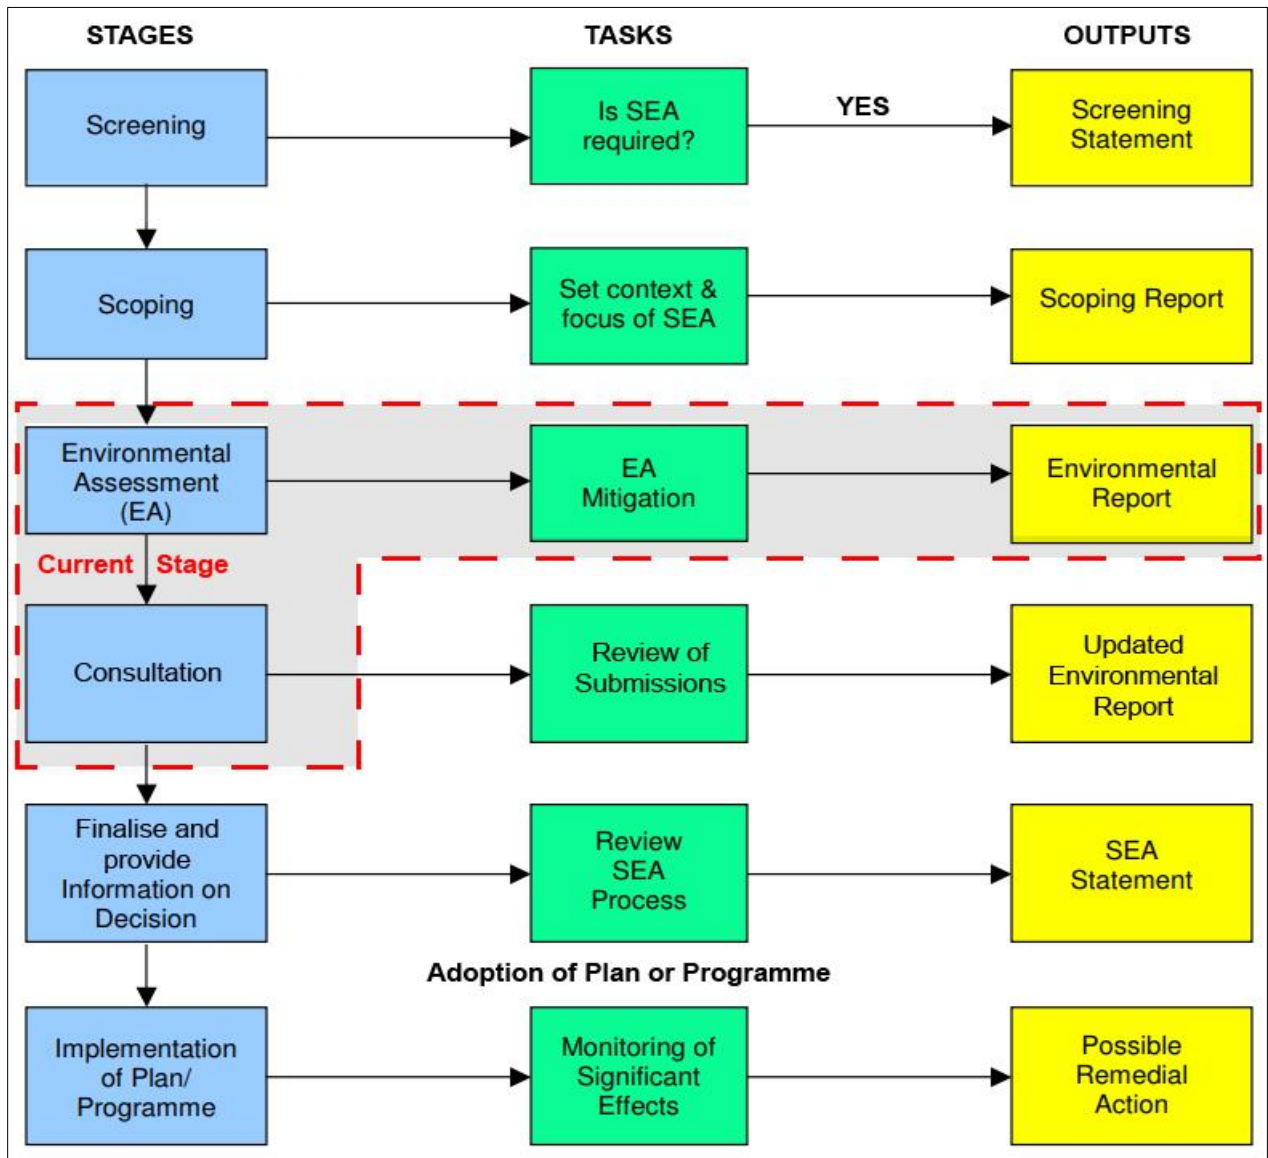 STAGES
TASKS
OUTPUTS
Screening
Is SEA
required?
YES
Screening
Statement
Scoping
Set context &
focus of SEA
Scoping Report
Environmental
Assessment
(EA)
EA
Mitigation
Environmental
Report
Current Stage
Consultation
Review of
Submissions
Updated
Environmental
Report
Finalise and
provide
Information on
Decision
Review
SEA
Process
SEA
Statement
Adoption of Plan or Programme
Implementation
of Plan/
Programme
Monitoring of
Significant
Effects
Possible
Remedial
Action